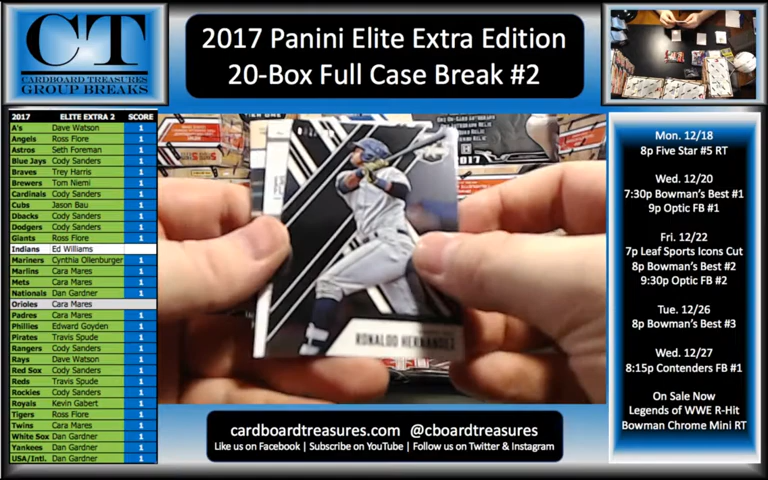 CT
CARDBOARD TREASURES
GROUP BREAKS
2017 Panini Elite Extra Edition
20-Box Full Case Break #2
2017 ELITE EXTRA 2 SCORE
A's Dave Watson 1
Angels Ross Flore 1
Astros Seth Foreman 1
Blue Jays Cody Sanders 1
Braves Trey Harris 1
Brewers Tom Niemi 1
Cardinals Cody Sanders 1
Cubs Jason Bau 1
Dbacks Cody Sanders 1
Dodgers Cody Sanders 1
Giants Ross Flore 1
Indians Ed Williams
Mariners Cynthia Ollenburger 1
Marlins Cara Mares 1
Mets Cara Mares 1
Nationals Dan Gardner 1
Orioles Cara Mares
Padres Cara Mares 1
Phillies Edward Goyden 1
Pirates Travis Spude 1
Rangers Cody Sanders 1
Rays Dave Watson 1
Red Sox Cody Sanders 1
Reds Travis Spude 1
Rockies Cody Sanders 1
Royals Kevin Gabert 1
Tigers Ross Flore 1
Twins Cara Mares 1
White Sox Dan Gardner 1
Yankees Dan Gardner 1
USA/Intl. Dan Gardner 1
2017
RONALDO HERNANDEZ
Mon. 12/18
8p Five Star #5 RT
Wed. 12/20
7:30p Bowman's Best #1
9p Optic FB #1
Fri. 12/22
7p Leaf Sports Icons Cut
8p Bowman's Best #2
9:30p Optic FB #2
Tue. 12/26
8p Bowman's Best #3
Wed. 12/27
8:15p Contenders FB #1
On Sale Now
Legends of WWE R-Hit
Bowman Chrome Mini RT
cardboardtreasures.com @cboardtreasures
Like us on Facebook | Subscribe on YouTube | Follow us on Twitter & Instagram